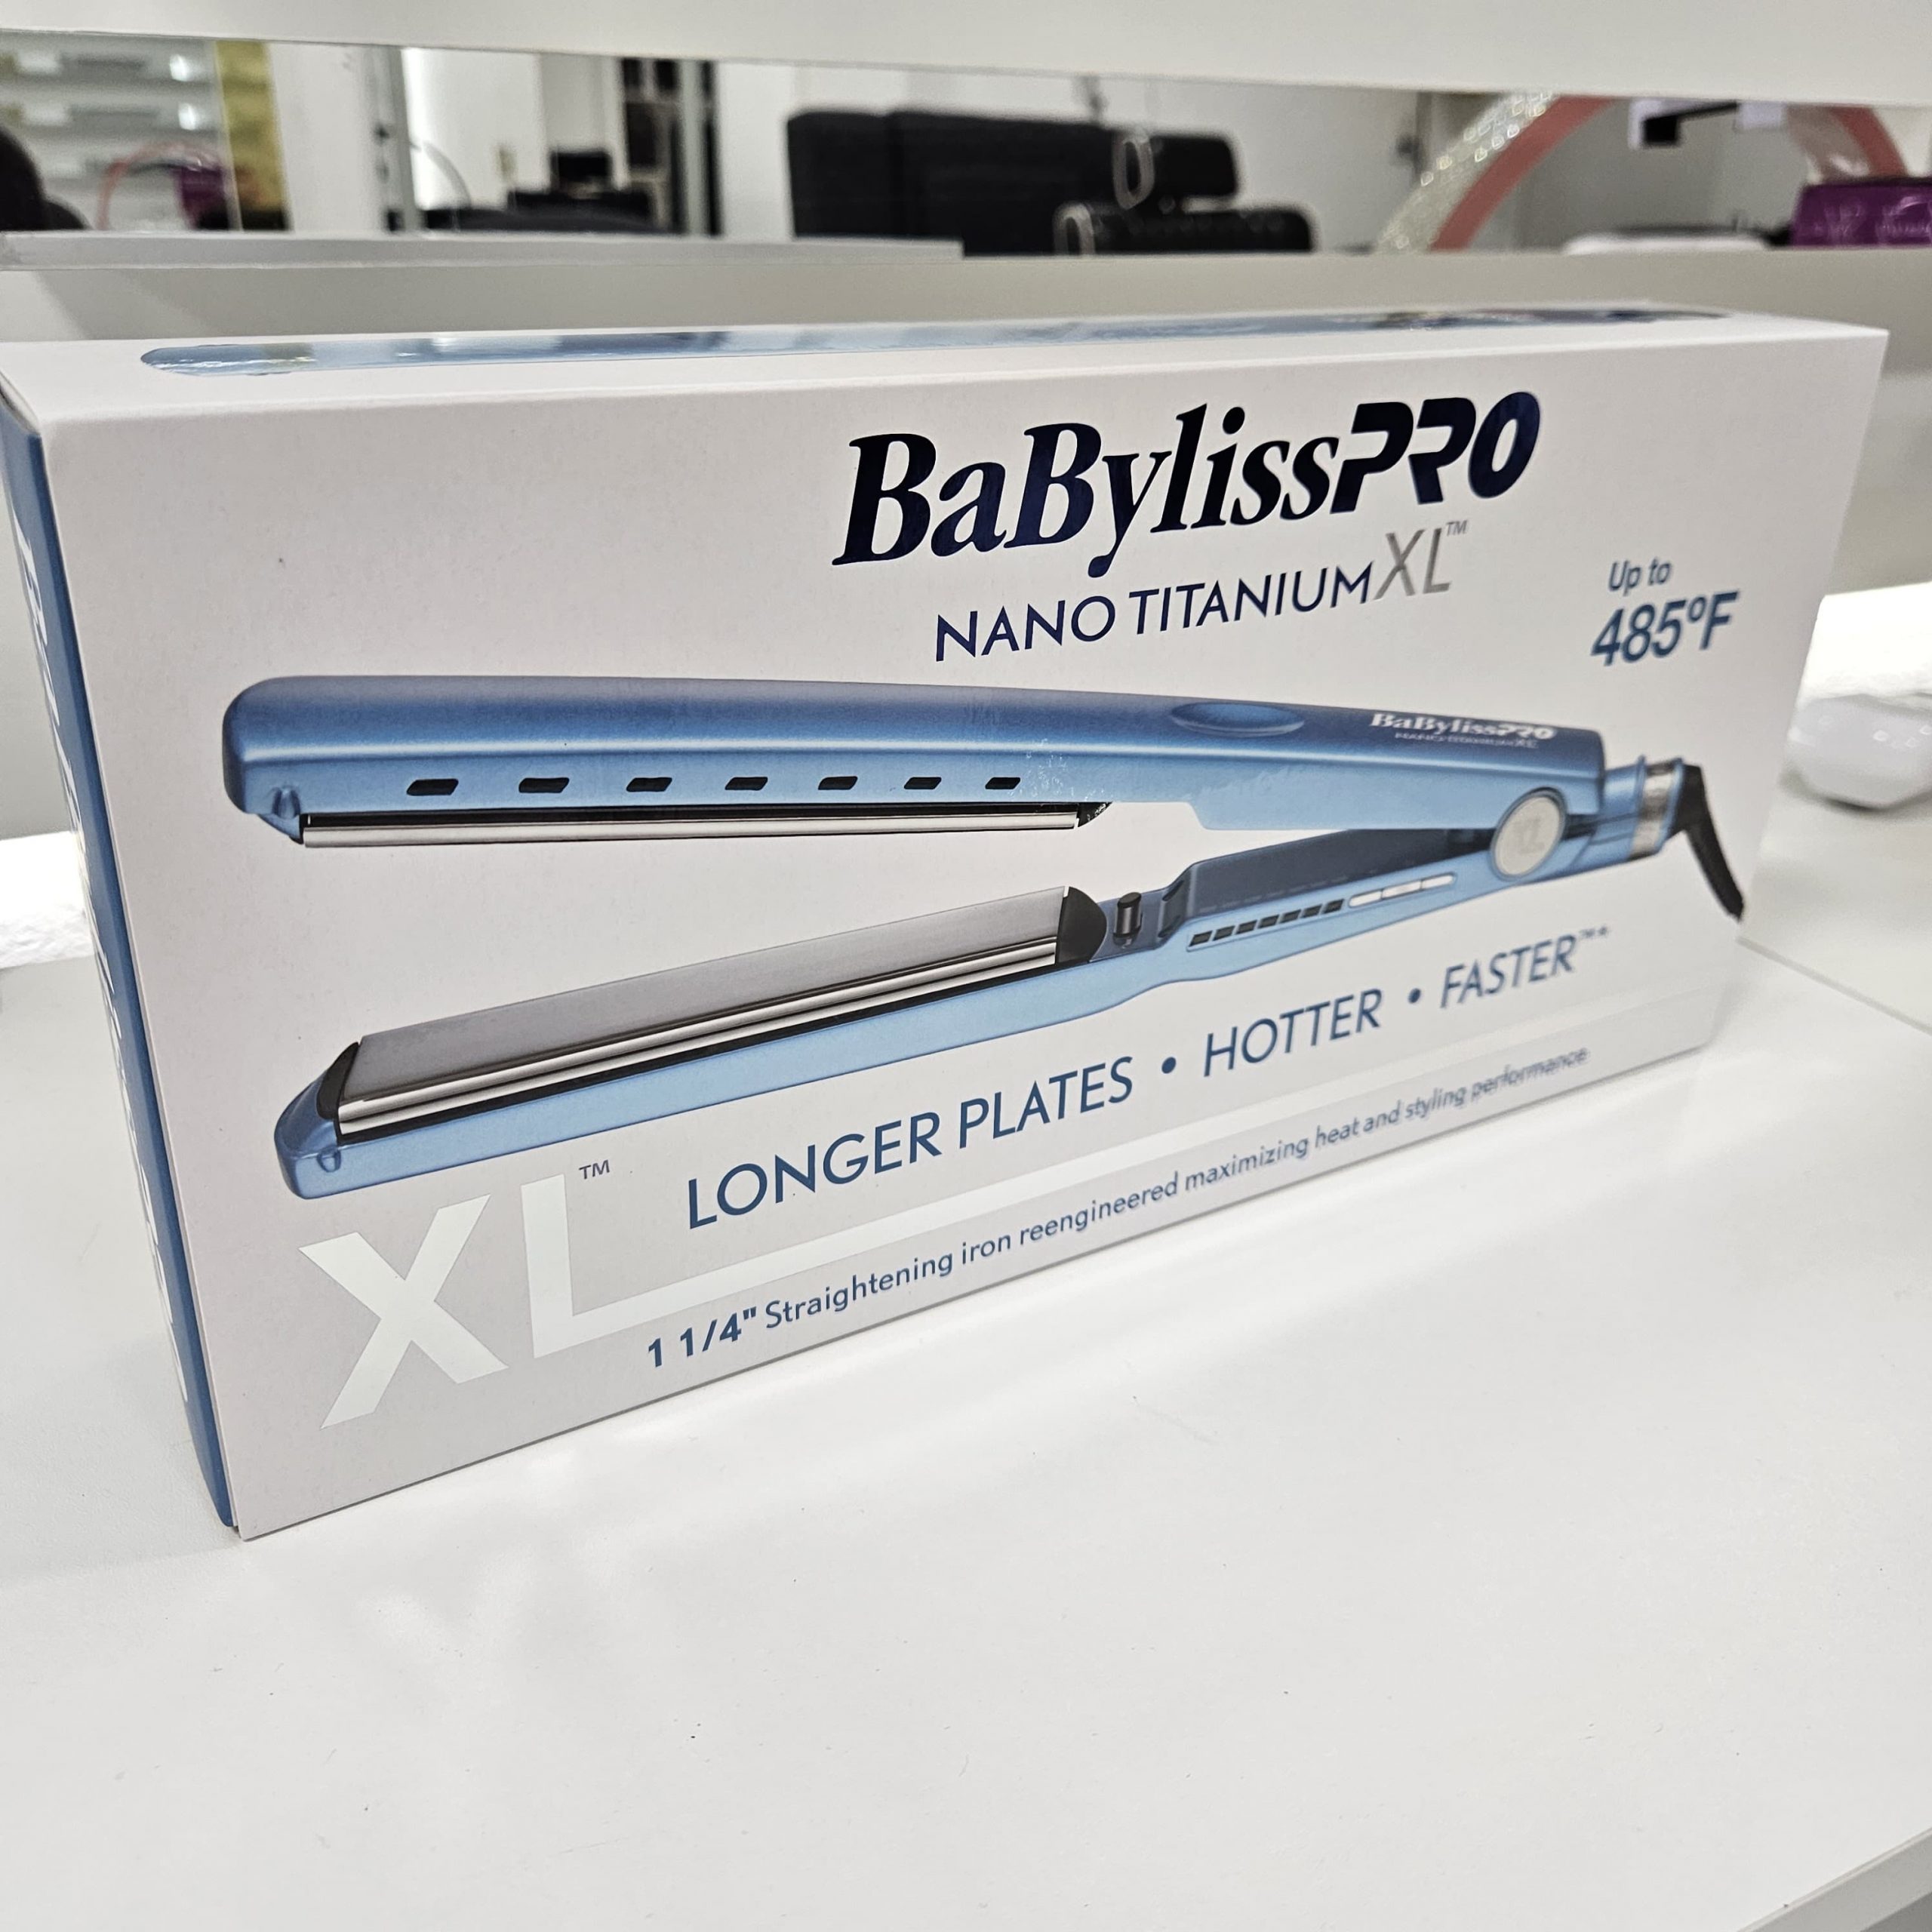 BaBylissPRO
NANO TITANIUM XL™
Up to
485°F
BaBylissPRO
XL™
LONGER PLATES • HOTTER • FASTER™*
1 1/4" Straightening iron reengineered maximizing heat and styling performance